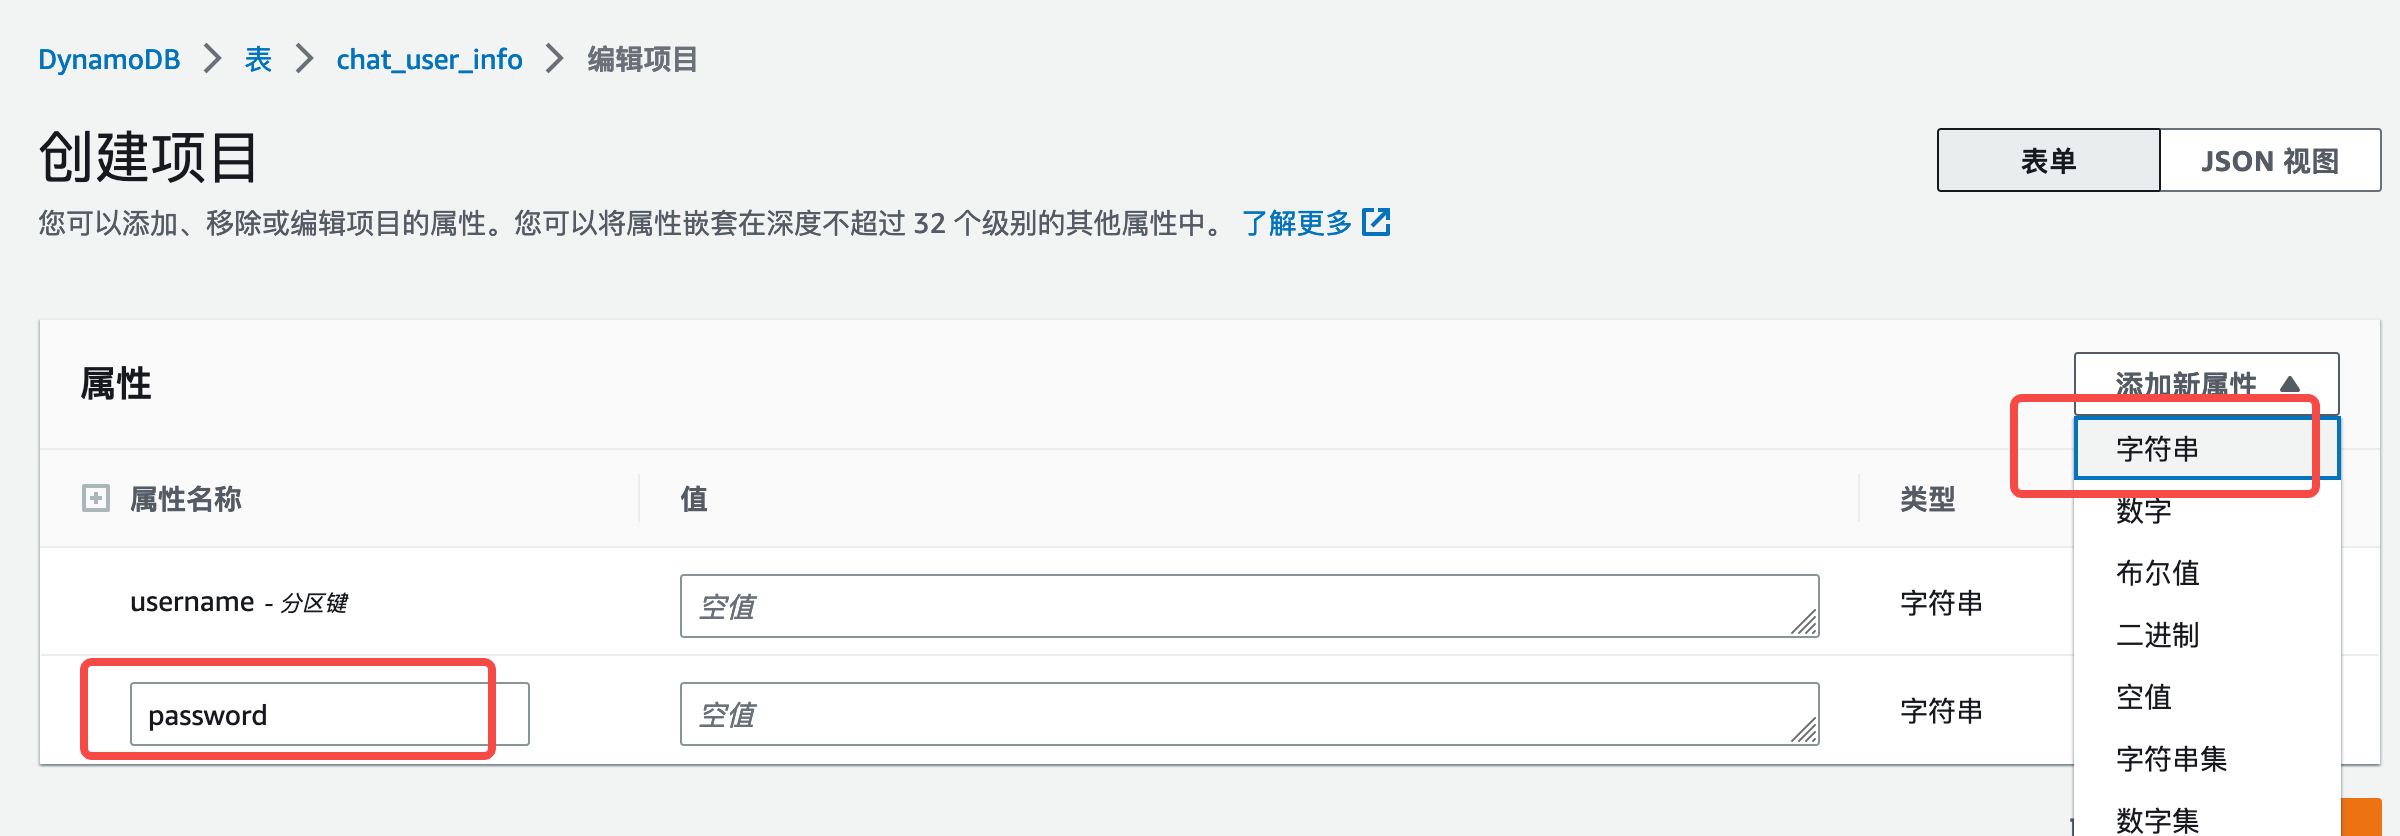 DynamoDB > 表 > chat_user_info > 编辑项目
创建项目
表单 JSON 视图
您可以添加、移除或编辑项目的属性。您可以将属性嵌套在深度不超过 32 个级别的其他属性中。 了解更多
属性 添加新属性
字符串
属性名称 值 类型
数字
布尔值
username - 分区键 空值 字符串
二进制
空值
password 空值 字符串
字符串集
数字集